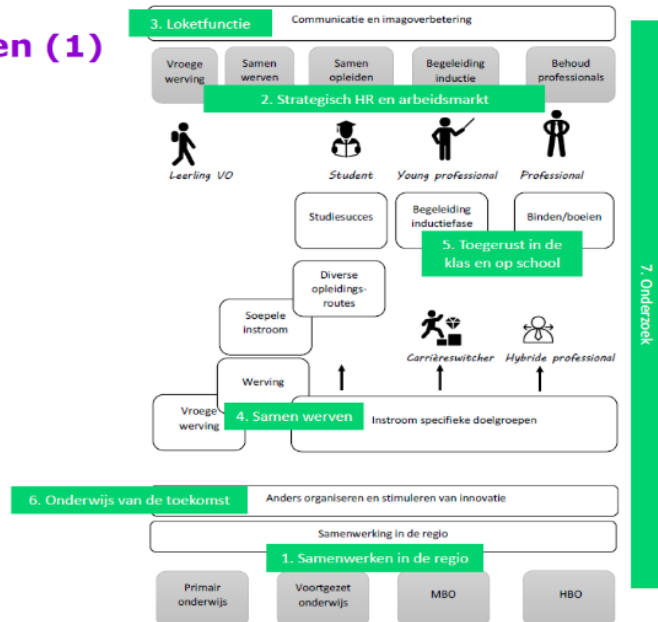 en (1)
3. Loketfunctie
Communicatie en imagoverbetering
Vroege
werving
Samen
werven
Samen
opleiden
Begeleiding
inductie
Behoud
professionals
2. Strategisch HR en arbeidsmarkt
Leerling VO
Student
Young professional
Professional
Studiesucces
Begeleiding
inductiefase
Binden/boeien
5. Toegerust in de
klas en op school
Diverse
opleidings-
routes
Soepele
instroom
Carrièreswitcher
Hybride professional
Werving
Vroege
werving
4. Samen werven
Instroom specifieke doelgroepen
6. Onderwijs van de toekomst
Anders organiseren en stimuleren van innovatie
Samenwerking in de regio
1. Samenwerken in de regio
Primair
onderwijs
Voortgezet
onderwijs
MBO
HBO
7. Onderzoek